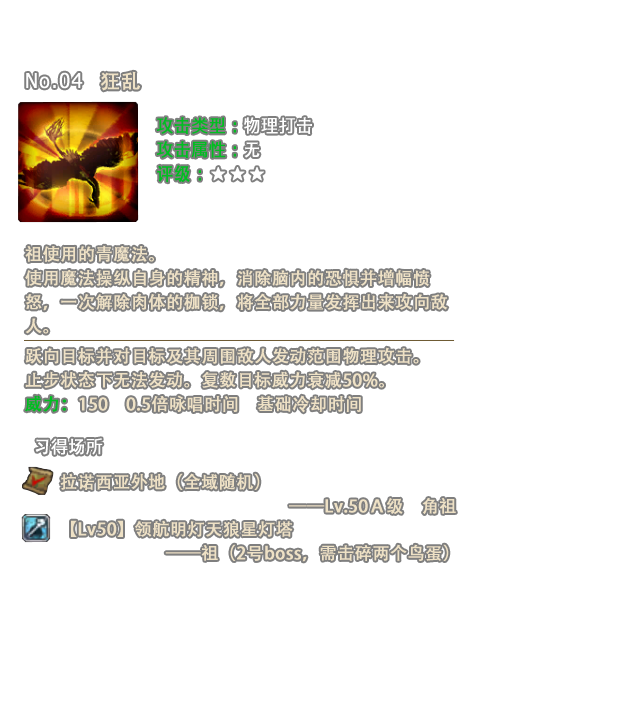 No.04 狂乱
攻击类型：物理打击
攻击属性：无
评级：☆☆☆
祖使用的青魔法。
使用魔法操纵自身的精神，消除脑内的恐惧并增幅愤
怒，一次解除肉体的枷锁，将全部力量发挥出来攻向敌
人。
跃向目标并对目标及其周围敌人发动范围物理攻击。
止步状态下无法发动。复数目标威力衰减50%。
威力：150 0.5倍咏唱时间 基础冷却时间
习得场所
拉诺西亚外地（全域随机）
——Lv.50 A 级 角祖
【Lv50】领航明灯天狼星灯塔
——祖（2号boss，需击碎两个鸟蛋）